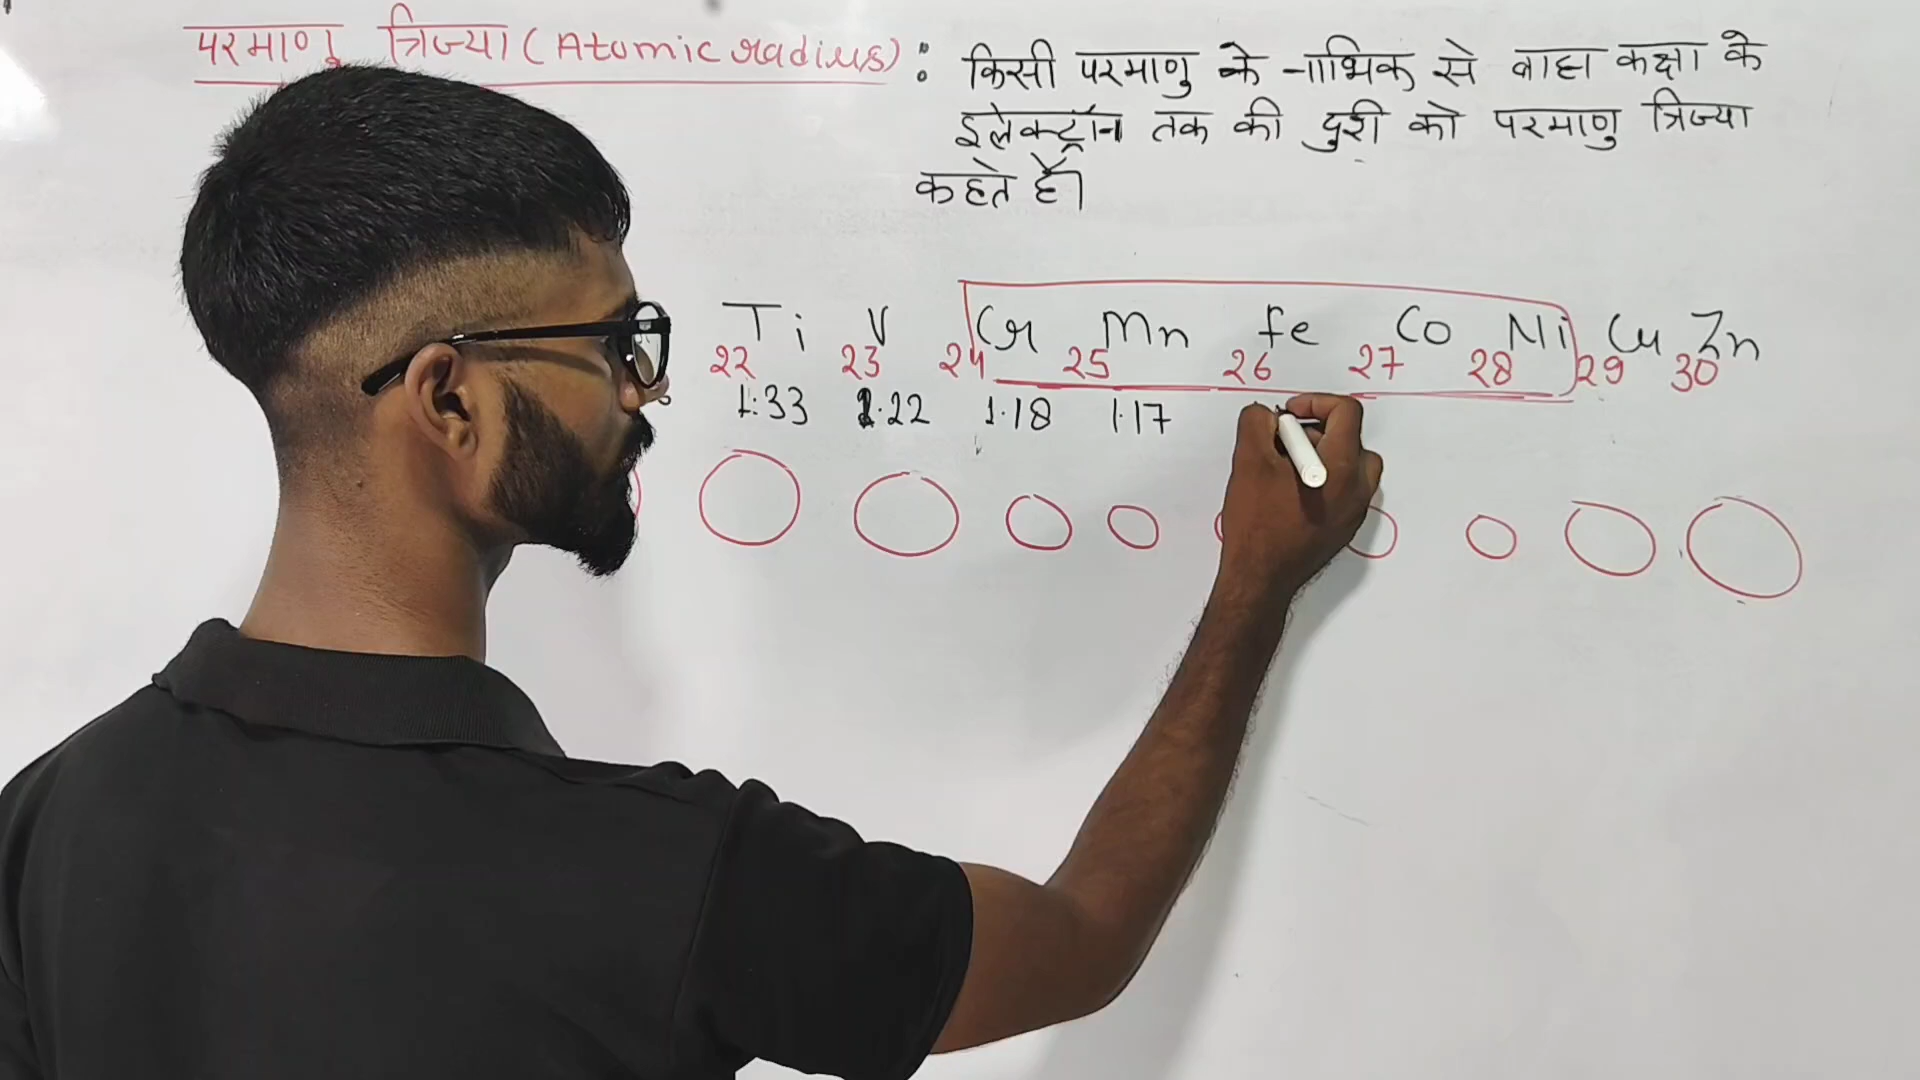 परमाणु त्रिज्या ( Atomic radius) : किसी परमाणु के नाभिक से बाह्य कक्षा के
इलेक्ट्रॉन तक की दुरी को परमाणु त्रिज्या
कहते हैं।
Ti V Cr Mn Fe Co Ni Cu Zn
22 23 24 25 26 27 28 29 30
1.33 1.22 1.18 1.17